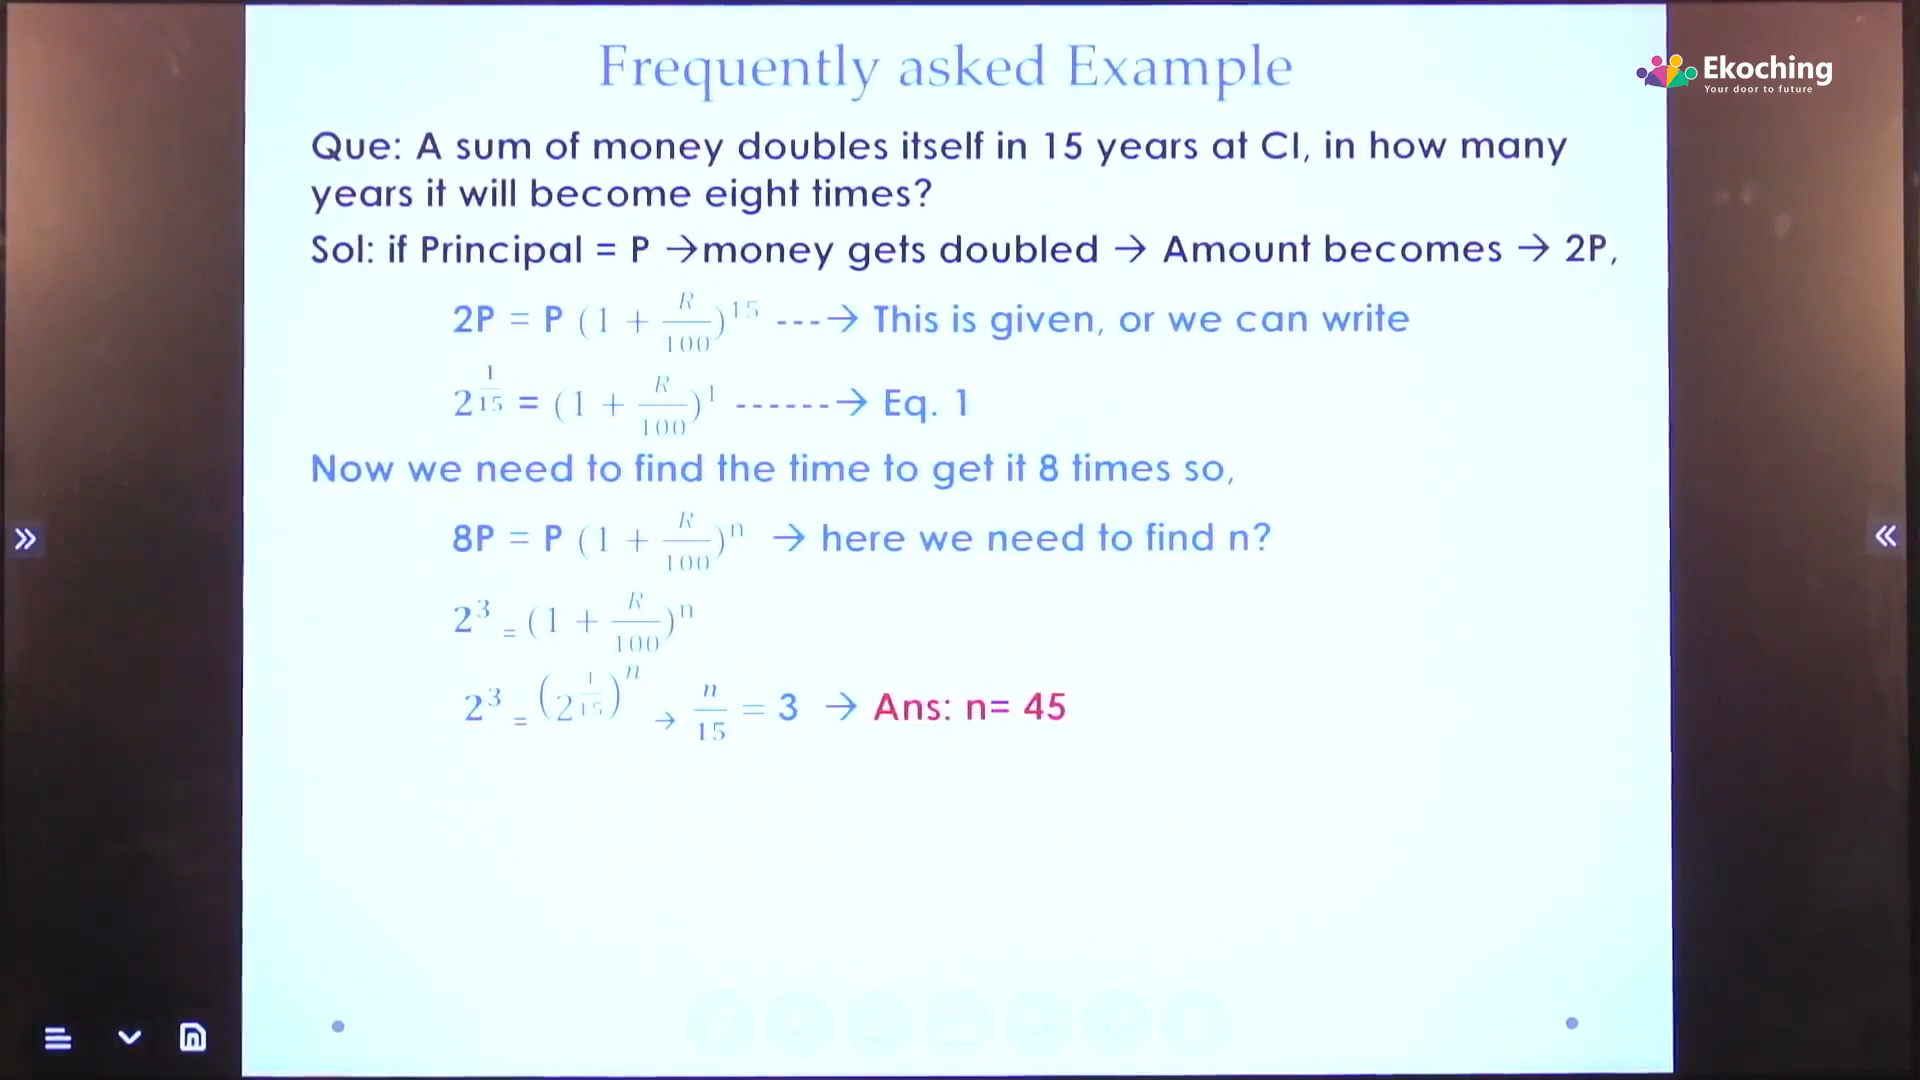 Frequently asked Example
Ekoching
Your door to future
Que: A sum of money doubles itself in 15 years at CI, in how many
years it will become eight times?
Sol: if Principal = P →money gets doubled → Amount becomes → 2P,
2P = P (1 + R/100)^15 ---→ This is given, or we can write
2^(1/15) = (1 + R/100)^1 ------→ Eq. 1
Now we need to find the time to get it 8 times so,
8P = P (1 + R/100)^n → here we need to find n?
2^3 = (1 + R/100)^n
2^3 = (2^(1/15))^n → n/15 = 3 → Ans: n= 45